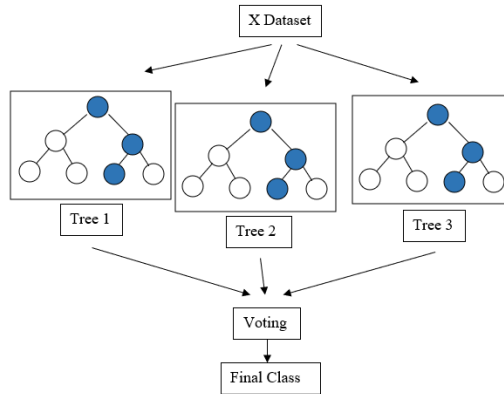 X Dataset
Tree 1
Tree 2
Tree 3
Voting
Final Class